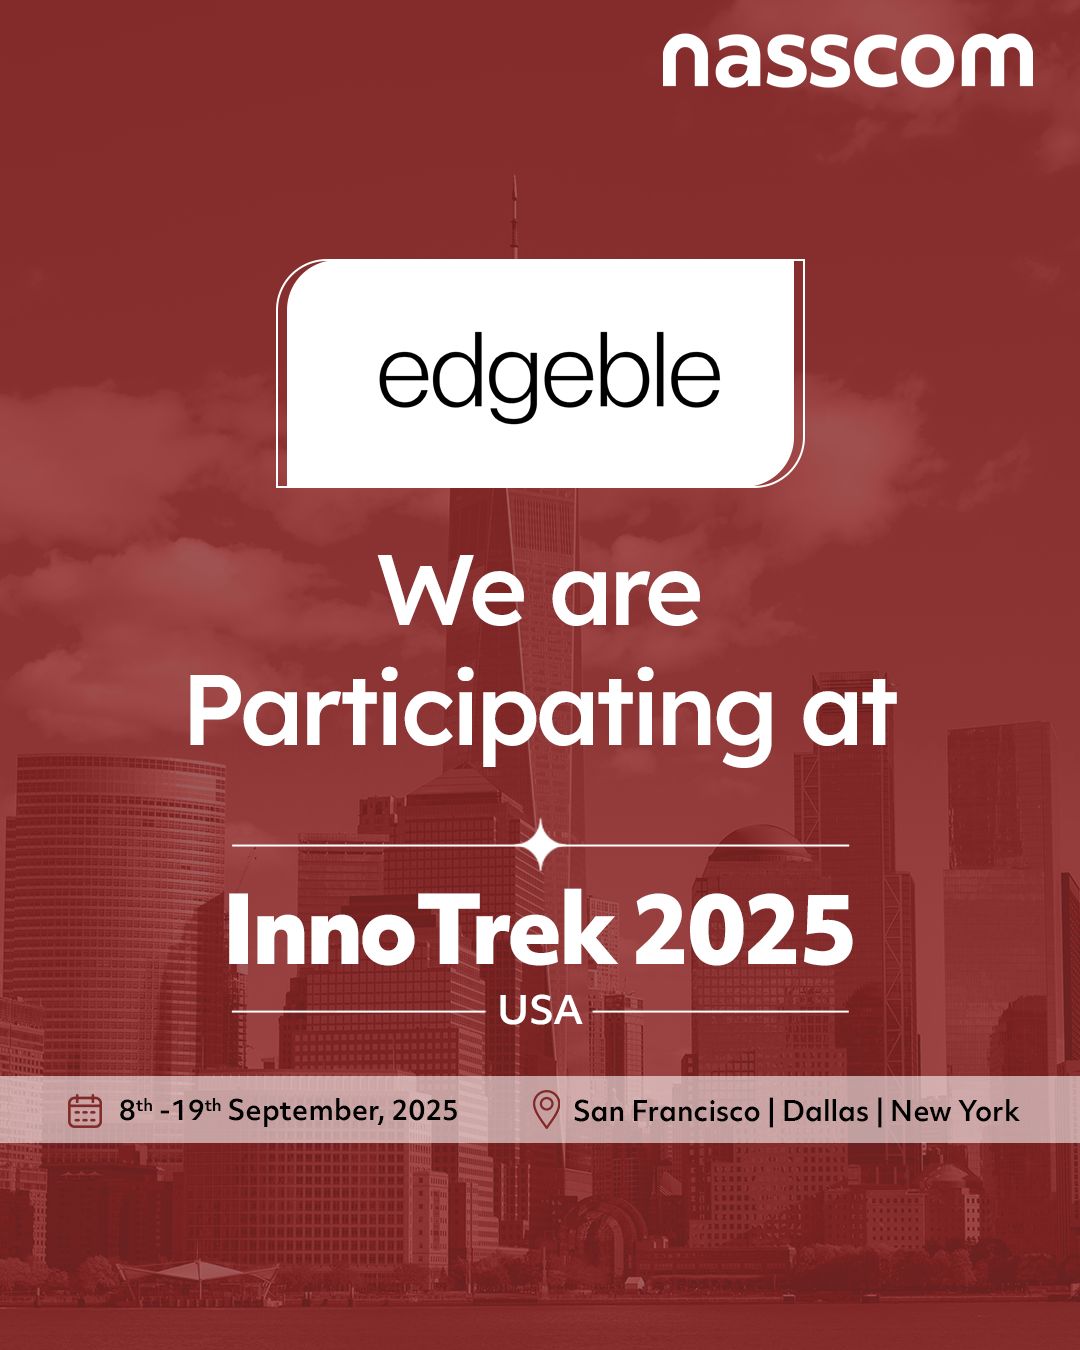 nasscom
edgeble
We are
Participating at
InnoTrek 2025
USA
8th -19th September, 2025
San Francisco | Dallas | New York